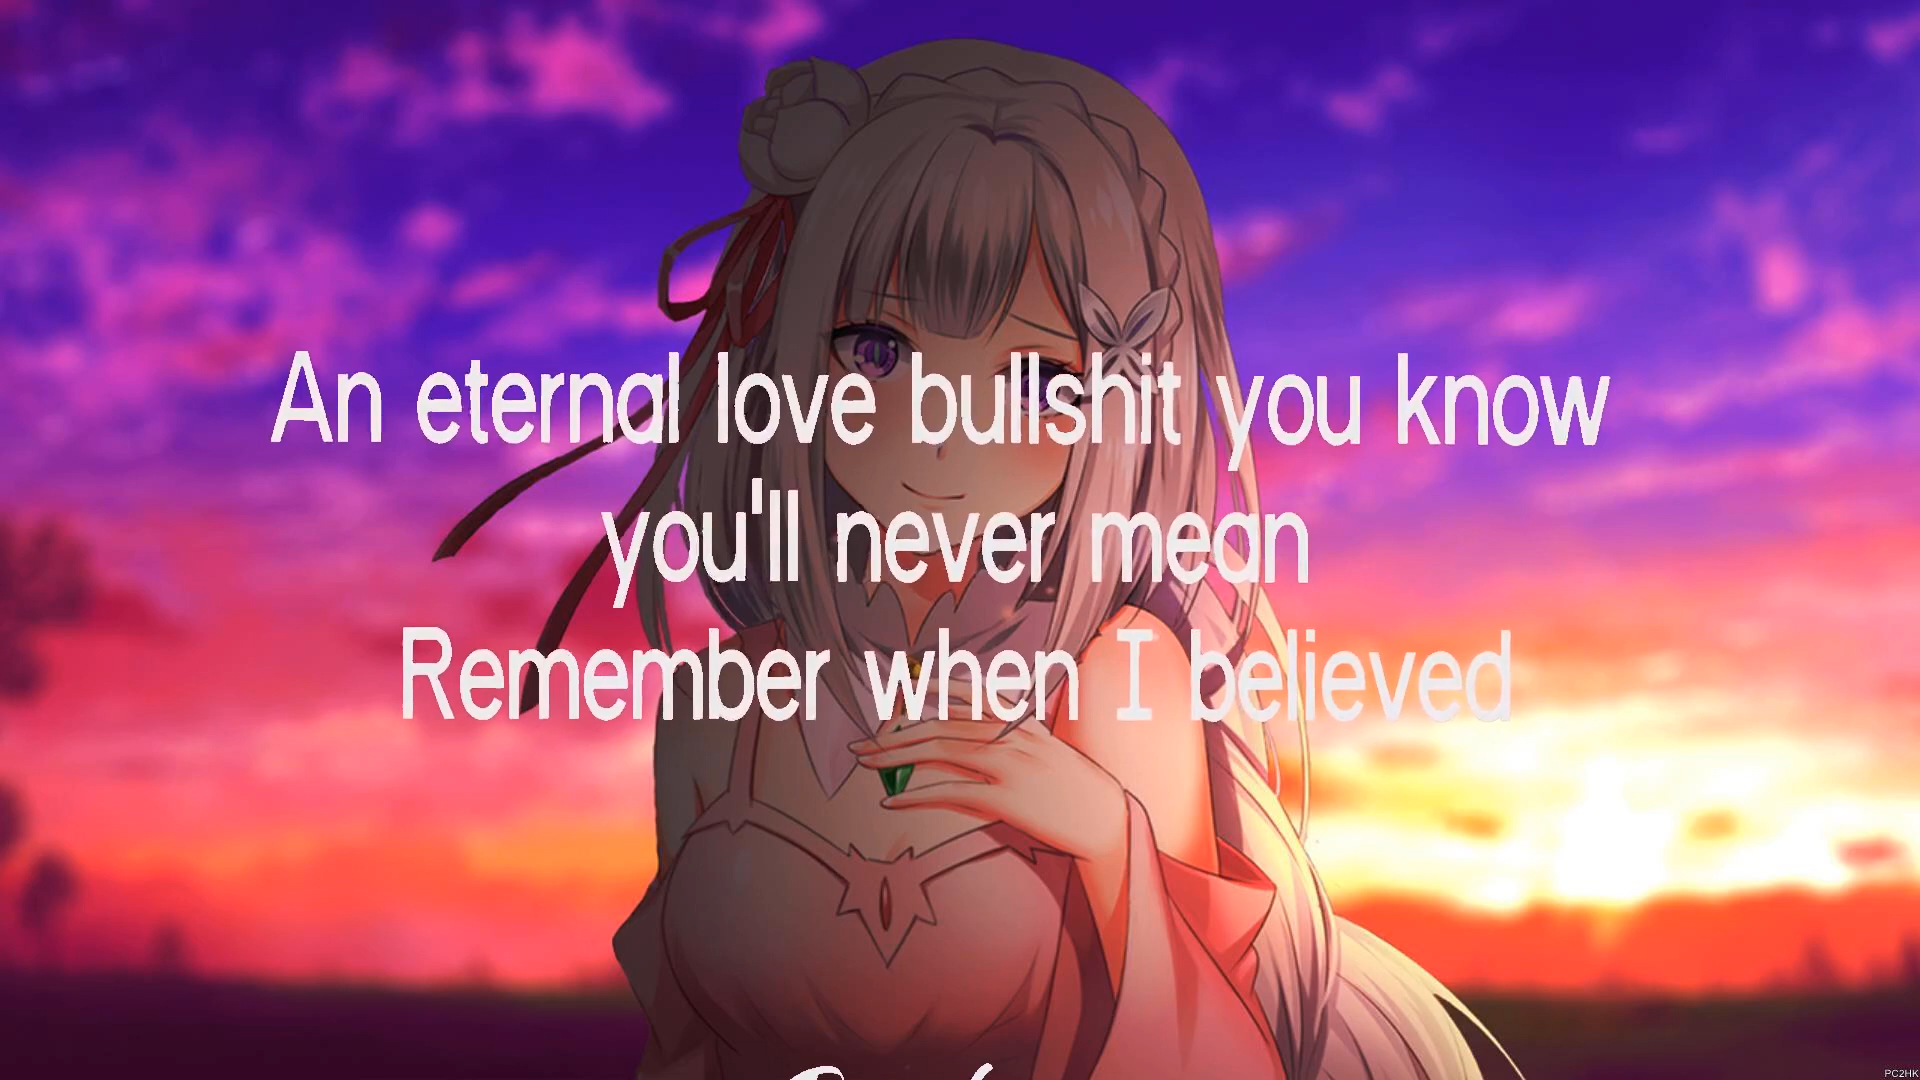 An eternal love bullshit you know
you'll never mean
Remember when I believed
PC2HK